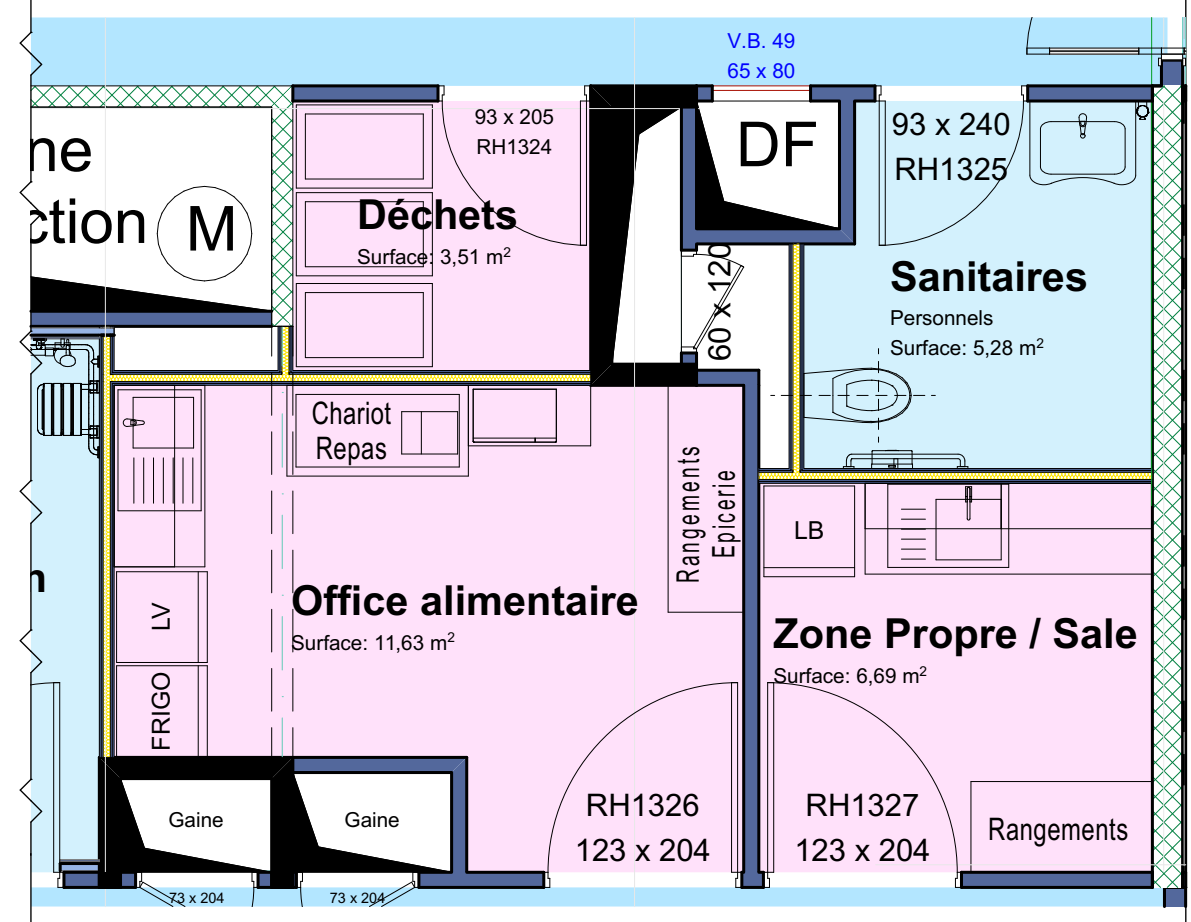 V.B. 49
65 x 80
93 x 205
RH1324
Déchets
Surface: 3,51 m²
ne
ction
M
DF
93 x 240
RH1325
60 x 120
Sanitaires
Personnels
Surface: 5,28 m²
Chariot
Repas
Rangements
Epicerie
LB
n
LV
Office alimentaire
Surface: 11,63 m²
Zone Propre / Sale
Surface: 6,69 m²
FRIGO
Gaine
Gaine
RH1326
123 x 204
RH1327
123 x 204
Rangements
73 x 204
73 x 204